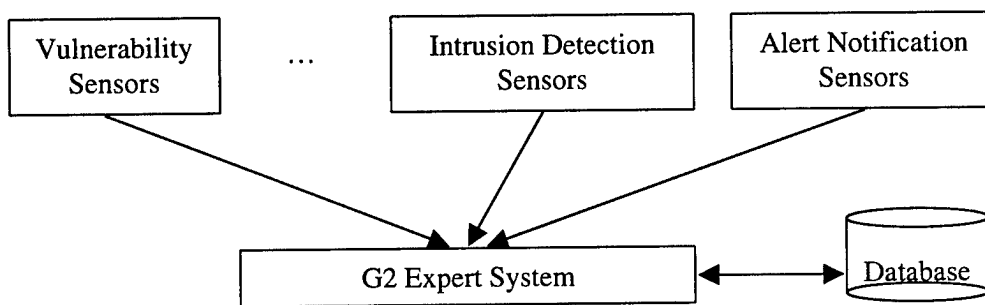 Vulnerability
Sensors
...
Intrusion Detection
Sensors
Alert Notification
Sensors
G2 Expert System
Database